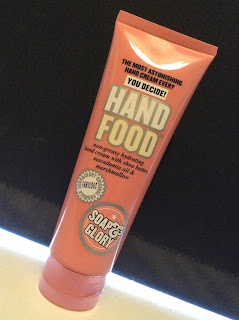 THE MOST ASTONISHING
HAND CREAM EVER?
YOU DECIDE!
HAND
FOOD
non-greasy hydrating
hand cream with shea butter
macadamia oil &
marshmallow
FABULOUS
SOAP &
GLORY